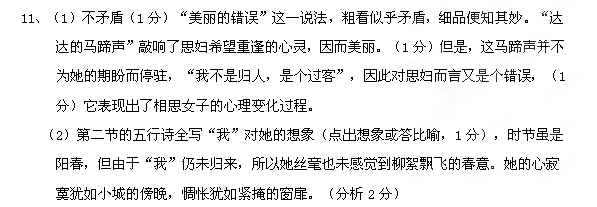 11、（1）不矛盾（1 分）“美丽的错误”这一说法，粗看似乎矛盾，细品便知其妙。“达
达的马蹄声”敲响了思妇希望重逢的心灵，因而美丽。（1 分）但是，这马蹄声并不
为她的期盼而停驻，“我不是归人，是个过客”，因此对思妇而言又是个错误，（1
分）它表现出了相思女子的心理变化过程。
（2）第二节的五行诗全写“我”对她的想象（点出想象或答比喻，1 分），时节虽是
阳春，但由于“我”仍未归来，所以她丝毫也未感觉到柳絮飘飞的春意。她的心寂
寞犹如小城的傍晚，惆怅犹如紧掩的窗扉。（分析 2 分）